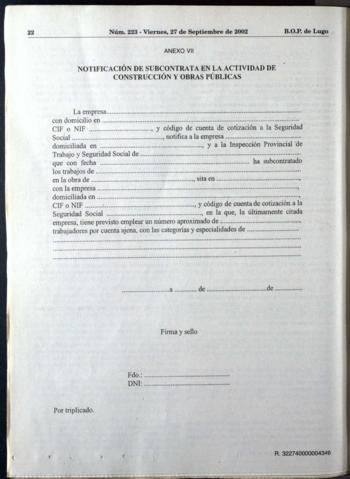 22 Núm. 223 - Viernes, 27 de Septiembre de 2002 B.O.P. de Lugo
ANEXO VII
NOTIFICACIÓN DE SUBCONTRATA EN LA ACTIVIDAD DE
CONSTRUCCIÓN Y OBRAS PÚBLICAS
La empresa....................................................................
con domicilio en ....................................................................
CIF o NIF ........................, y código de cuenta de cotización a la Seguridad
Social ..................................., notifica a la empresa ..............................
domiciliada en ........................................, y a la Inspección Provincial de
Trabajo y Seguridad Social de ..................................................
que con fecha .................................................. ha subcontratado
los trabajos de ..................................................................
en la obra de ........................................, sita en ..............................,
con la empresa ..................................................................,
domiciliada en ..................................................................,
CIF o NIF ........................................, y código de cuenta de cotización a la
Seguridad Social ..................................., en la que, la últimamente citada
empresa, tiene previsto emplear un número aproximado de ..............................
trabajadores por cuenta ajena, con las categorías y especialidades de ....................
....................................................................................
....................................................................................
....................................................................................
....................a .......... de ..............................de ...............
Firma y sello
Fdo.: ........................................
DNI: ........................................
Por triplicado.
R. 322740000004346